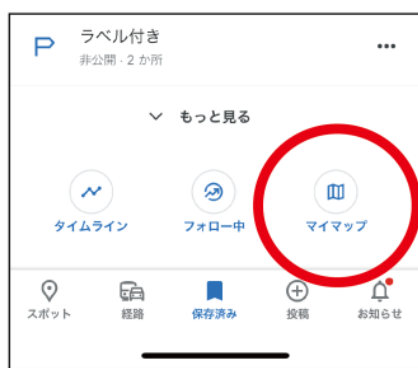 ラベル付き
非公開 · 2 か所
もっと見る
タイムライン
フォロー中
マイマップ
スポット
経路
保存済み
投稿
お知らせ